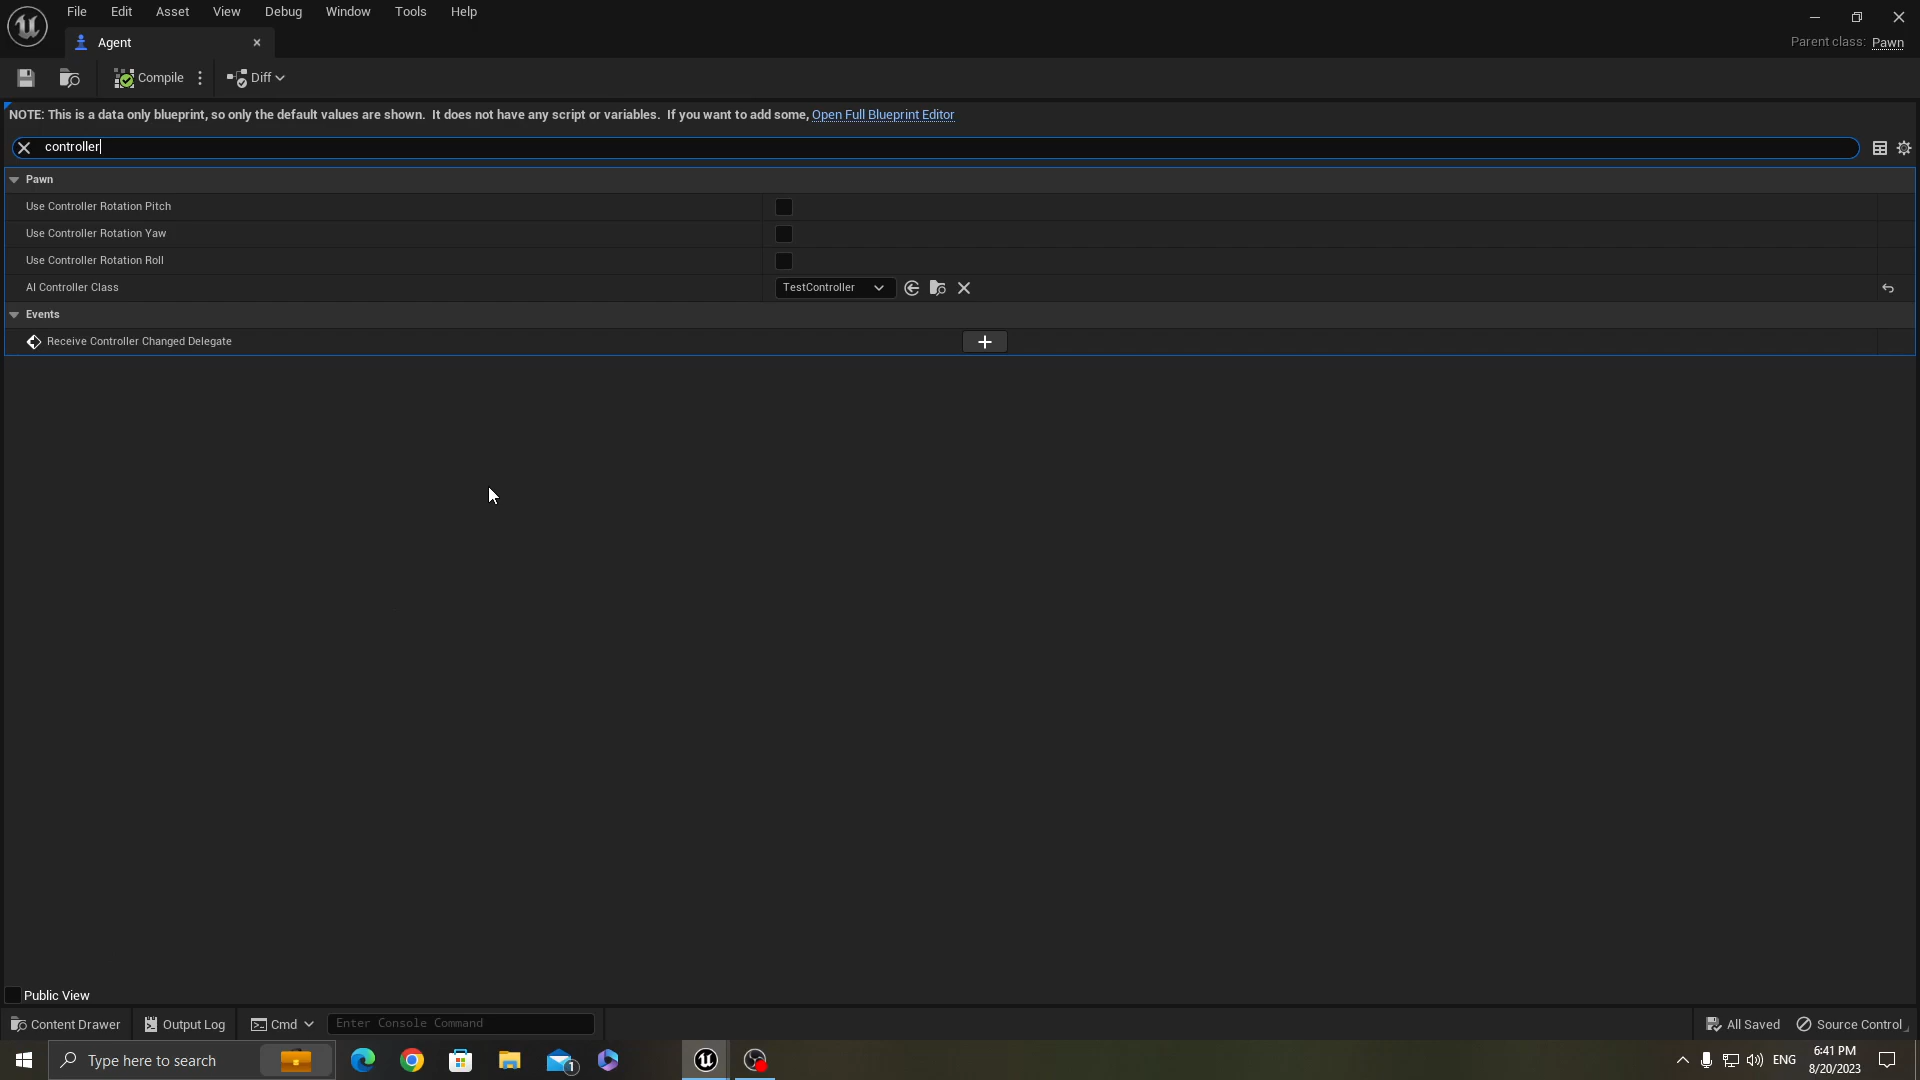 File Edit Asset View Debug Window Tools Help
Agent
Parent class: Pawn
Compile Diff
NOTE: This is a data only blueprint, so only the default values are shown. It does not have any script or variables. If you want to add some, Open Full Blueprint Editor
controller
Pawn
Use Controller Rotation Pitch
Use Controller Rotation Yaw
Use Controller Rotation Roll
AI Controller Class TestController
Events
Receive Controller Changed Delegate
Public View
Content Drawer Output Log Cmd Enter Console Command All Saved Source Control
Type here to search 1 ENG 6:41 PM
8/20/2023